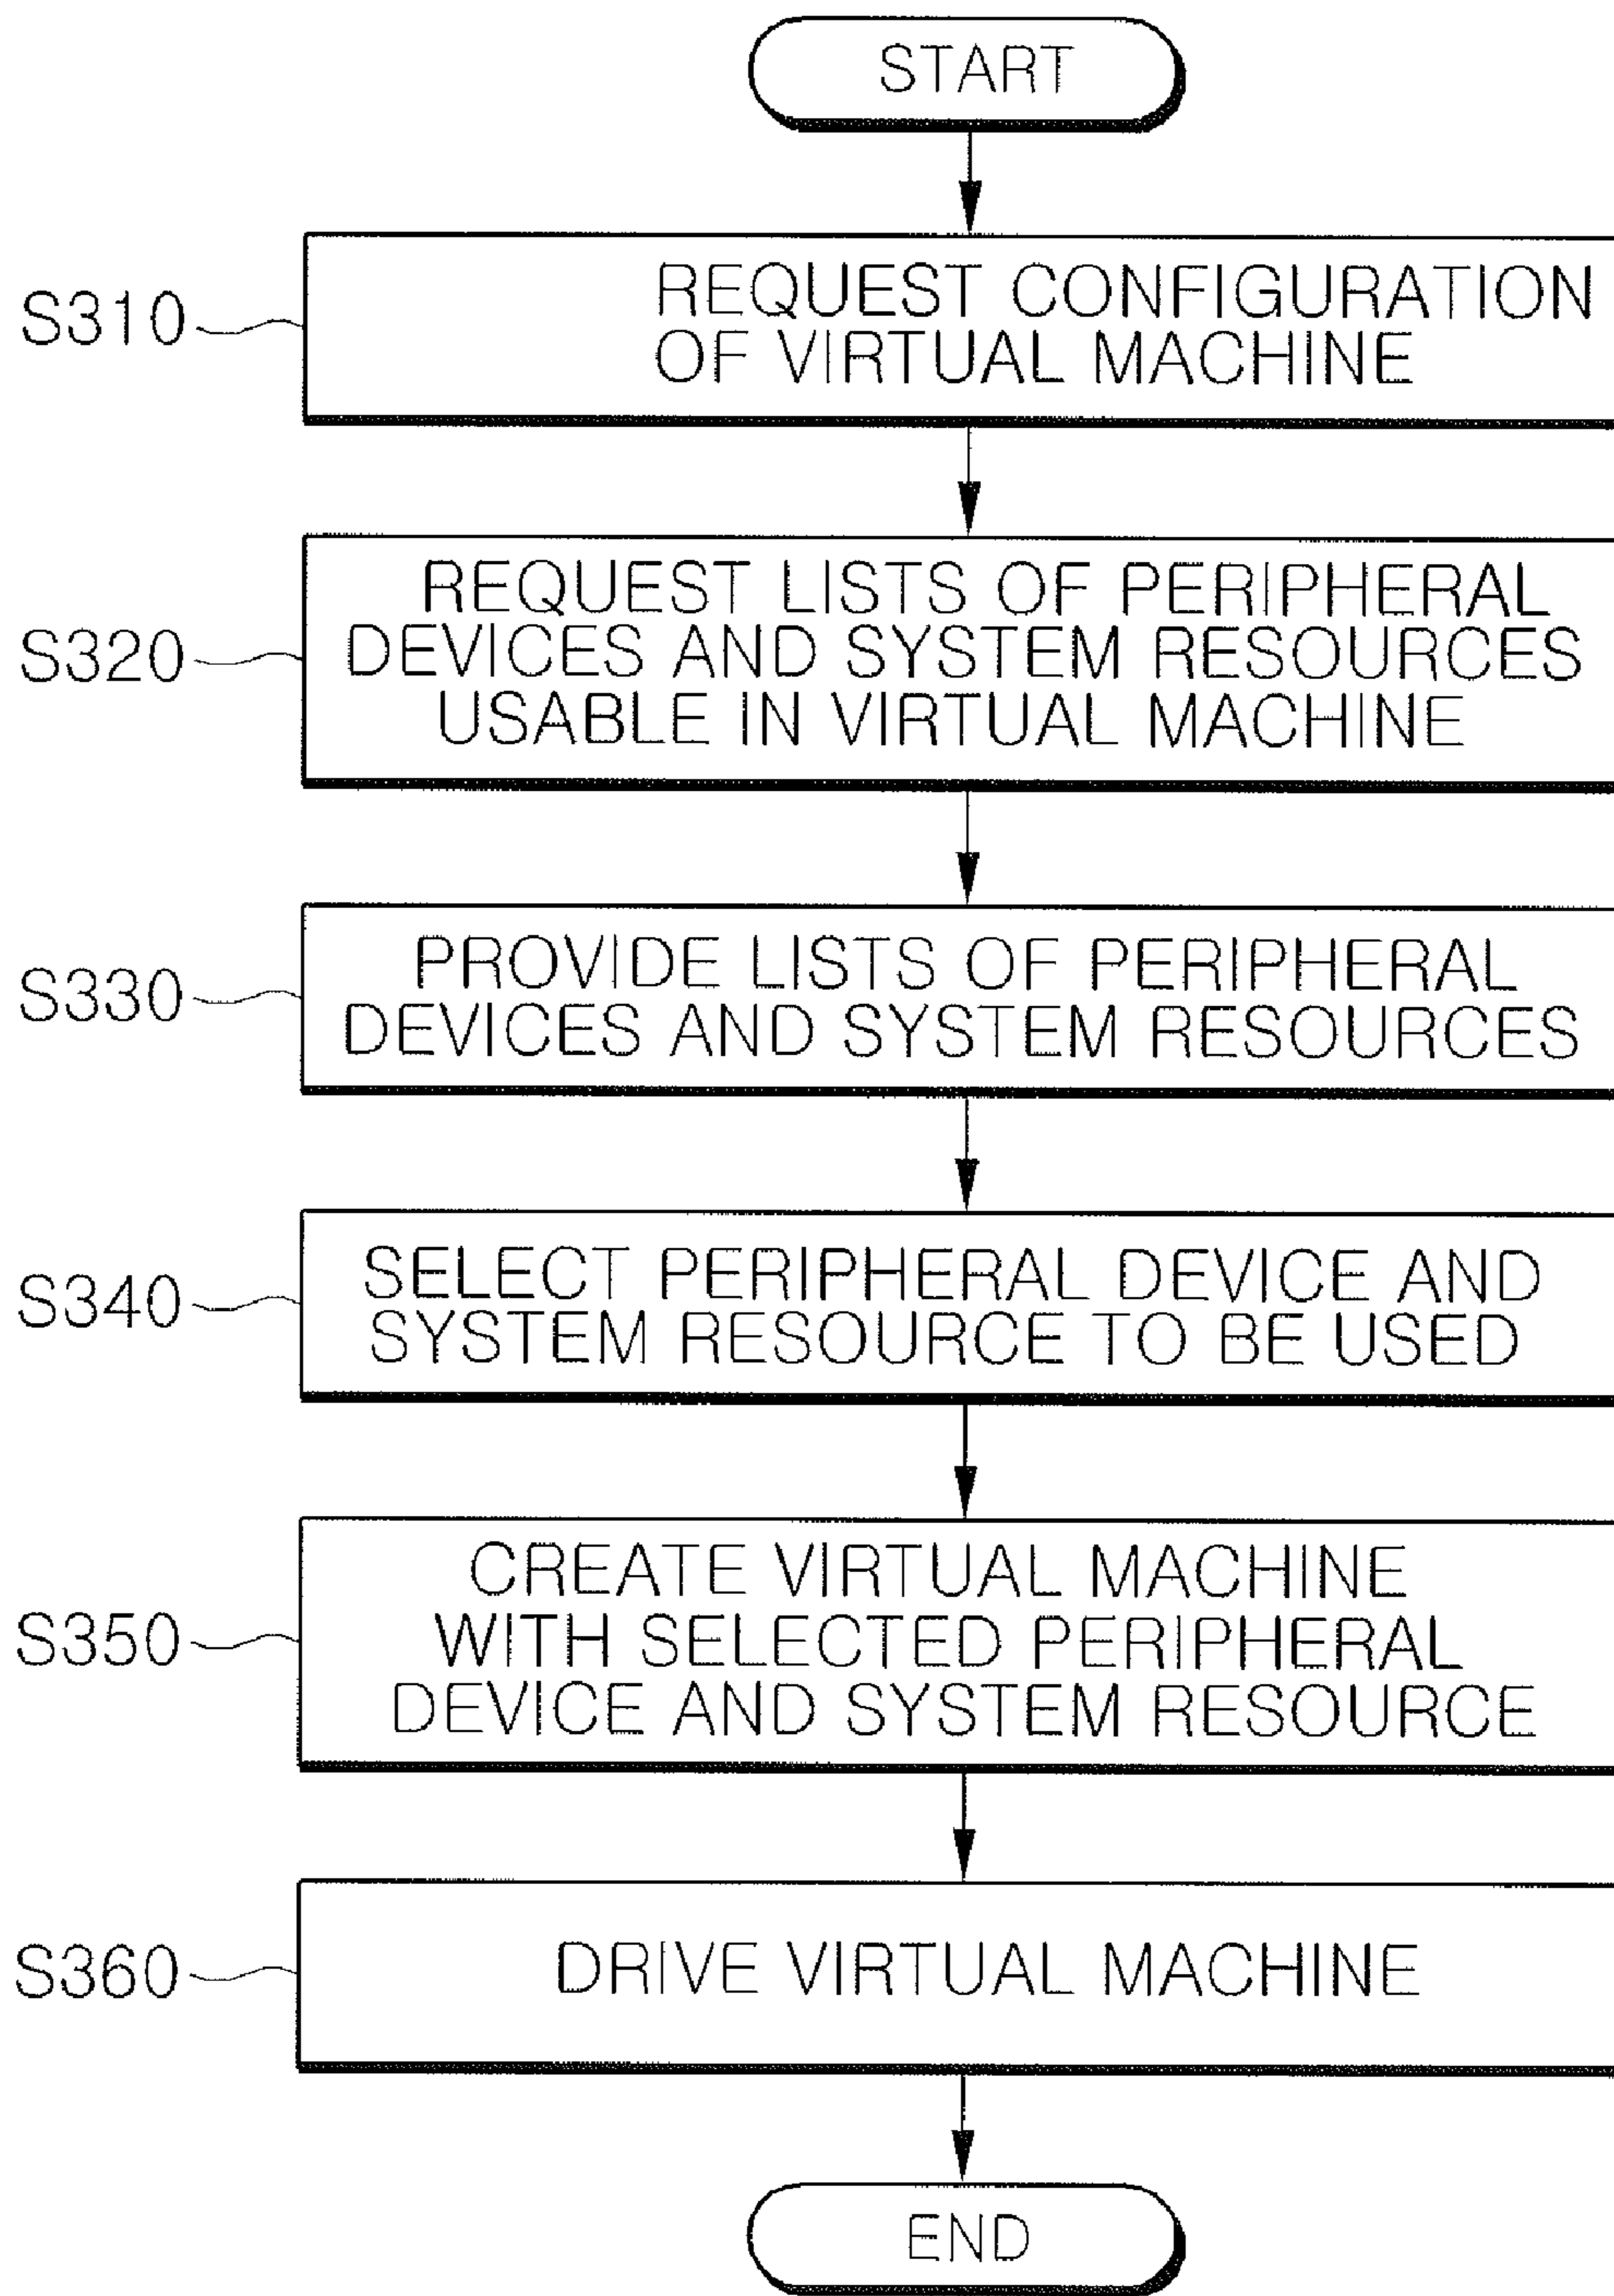 START
S310
REQUEST CONFIGURATION
OF VIRTUAL MACHINE
S320
REQUEST LISTS OF PERIPHERAL
DEVICES AND SYSTEM RESOURCES
USABLE IN VIRTUAL MACHINE
S330
PROVIDE LISTS OF PERIPHERAL
DEVICES AND SYSTEM RESOURCES
S340
SELECT PERIPHERAL DEVICE AND
SYSTEM RESOURCE TO BE USED
S350
CREATE VIRTUAL MACHINE
WITH SELECTED PERIPHERAL
DEVICE AND SYSTEM RESOURCE
S360
DRIVE VIRTUAL MACHINE
END